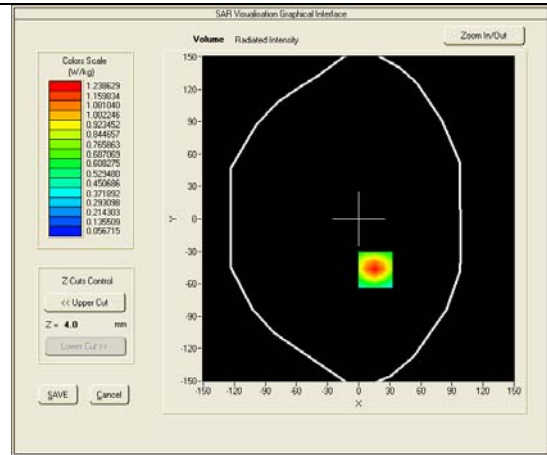 SAR Visualisation Graphical Interface
Volume Radiated Intensity
Zoom In/Out
Colors Scale
(W/kg)
1.238629
1.159834
1.081040
1.002246
0.923452
0.844657
0.765863
0.687069
0.608275
0.529480
0.450686
0.371892
0.293098
0.214303
0.135509
0.056715
Z Cuts Control
<< Upper Cut
Z = 4.0 mm
Lower Cut >>
SAVE Cancel
150
120
90
60
30
0
-30
-60
-90
-120
-150
Y
-150 -120 -90 -60 -30 0 30 60 90 120 150
X